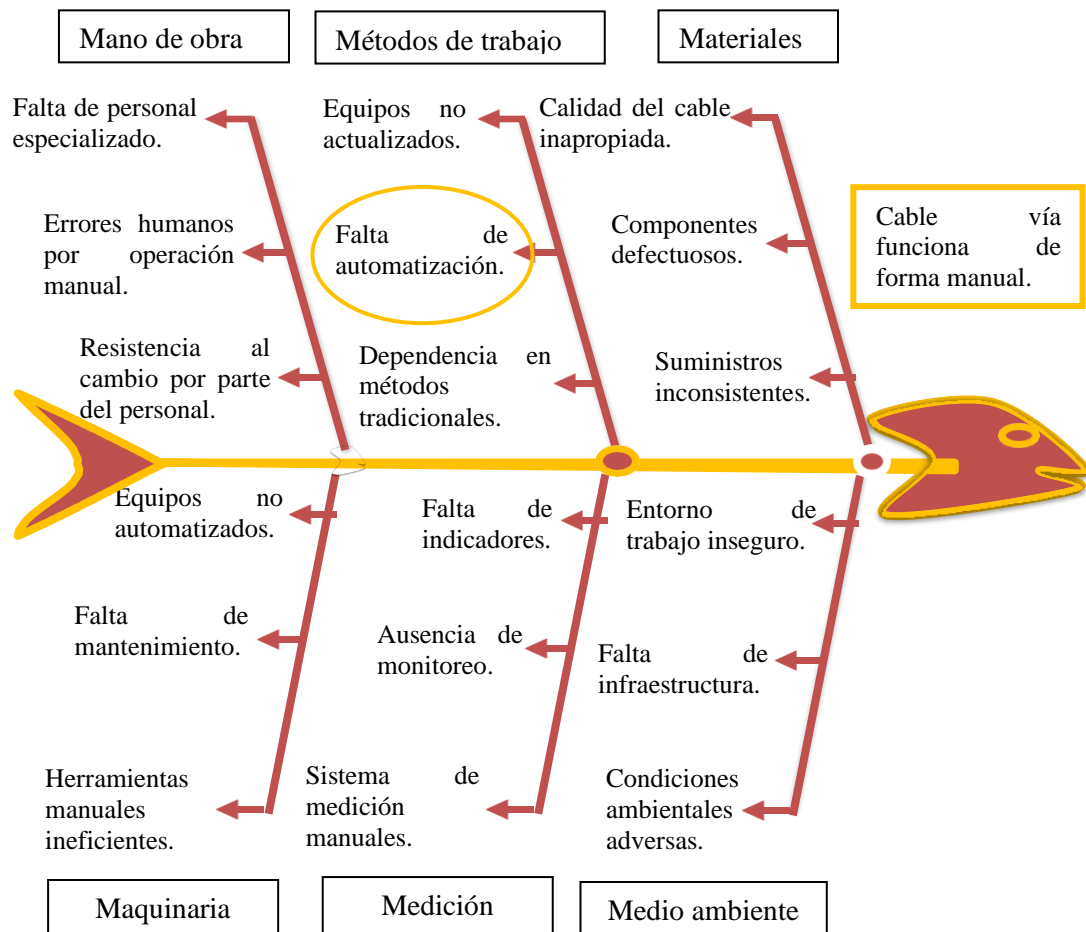 Mano de obra
Métodos de trabajo
Materiales
Falta de personal
especializado.
Equipos no
actualizados.
Calidad del cable
inapropiada.
Errores humanos
por operación
manual.
Falta de
automatización.
Componentes
defectuosos.
Cable vía
funciona de
forma manual.
Resistencia al
cambio por parte
del personal.
Dependencia en
métodos
tradicionales.
Suministros
inconsistentes.
Equipos no
automatizados.
Falta de
indicadores.
Entorno de
trabajo inseguro.
Falta de
mantenimiento.
Ausencia de
monitoreo.
Falta de
infraestructura.
Herramientas
manuales
ineficientes.
Sistema de
medición
manuales.
Condiciones
ambientales
adversas.
Maquinaria
Medición
Medio ambiente